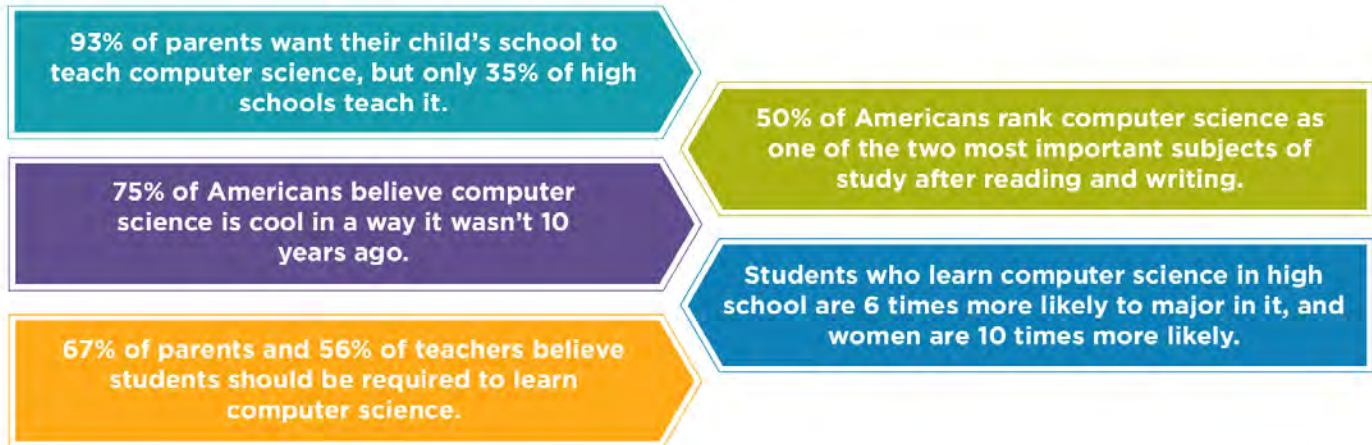 93% of parents want their child's school to
teach computer science, but only 35% of high
schools teach it.
50% of Americans rank computer science as
one of the two most important subjects of
study after reading and writing.
75% of Americans believe computer
science is cool in a way it wasn't 10
years ago.
Students who learn computer science in high
school are 6 times more likely to major in it, and
women are 10 times more likely.
67% of parents and 56% of teachers believe
students should be required to learn
computer science.